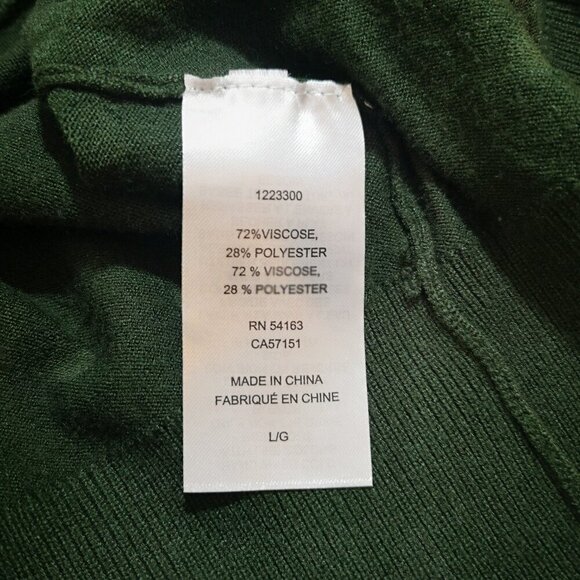 1223300
72%VISCOSE,
28% POLYESTER
72 % VISCOSE,
28 % POLYESTER
RN 54163
CA57151
MADE IN CHINA
FABRIQUÉ EN CHINE
L/G